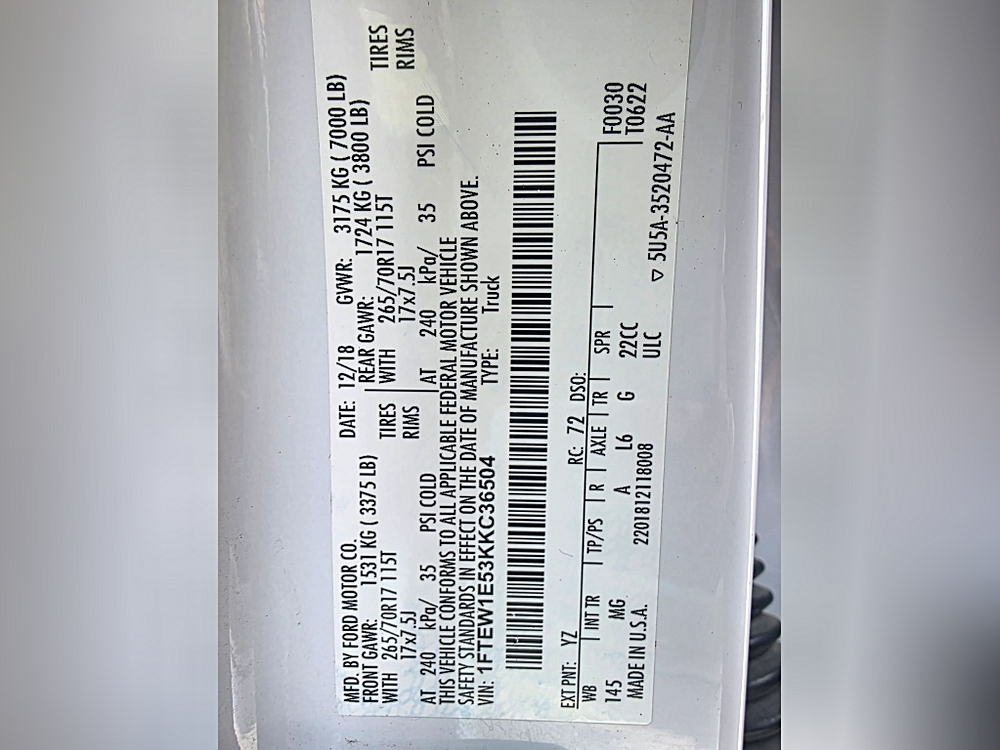 MFD. BY FORD MOTOR CO. DATE: 12/18 GVWR: 3175 KG ( 7000 LB)
FRONT GAWR: 1531 KG ( 3375 LB) REAR GAWR: 1724 KG ( 3800 LB)
WITH 265/70R17 115T TIRES WITH 265/70R17 115T TIRES
17x7.5J RIMS 17x7.5J RIMS
AT 240 kPa/ 35 PSI COLD AT 240 kPa/ 35 PSI COLD
THIS VEHICLE CONFORMS TO ALL APPLICABLE FEDERAL MOTOR VEHICLE
SAFETY STANDARDS IN EFFECT ON THE DATE OF MANUFACTURE SHOWN ABOVE.
VIN: 1FTEW1E53KKC36504 TYPE: Truck
EXT PNT: YZ RC: 72 DSO:
WB INT TR TP/PS R AXLE TR SPR F0030
145 MG A L6 G 22CC T0622
ULC
MADE IN U.S.A. 2201812118008 ▽ 5U5A-3520472-AA